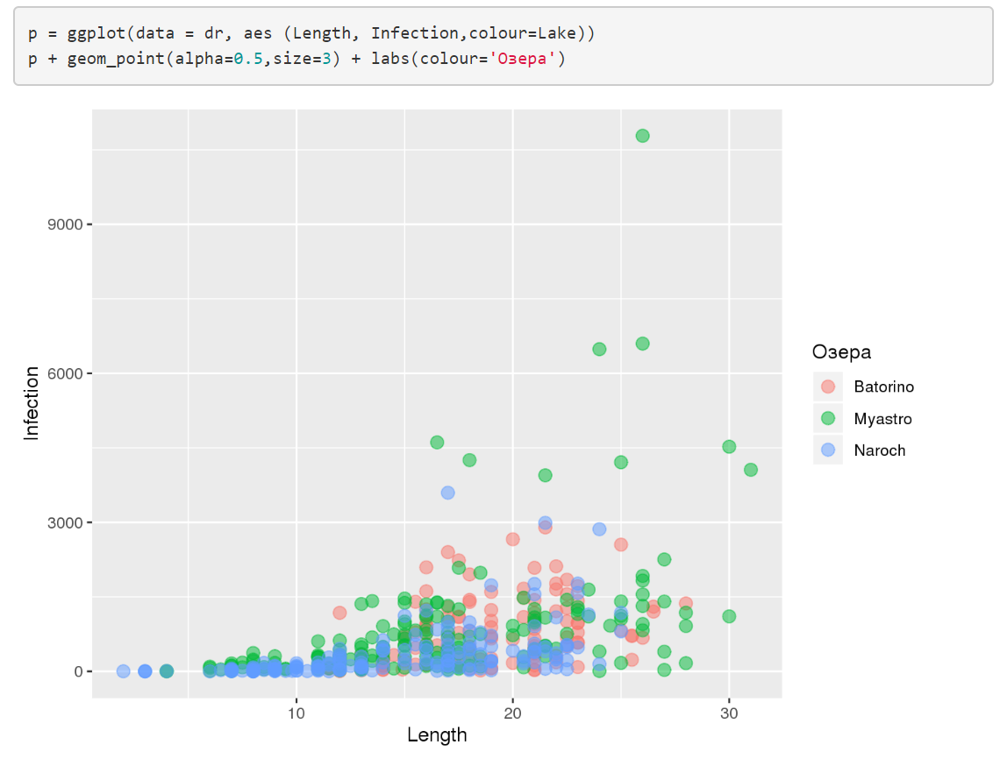 p = ggplot(data = dr, aes (Length, Infection,colour=Lake))
p + geom_point(alpha=0.5,size=3) + labs(colour='Озера')
9000
6000
3000
0
Infection
10
20
30
Length
Озера
Batorino
Myastro
Naroch